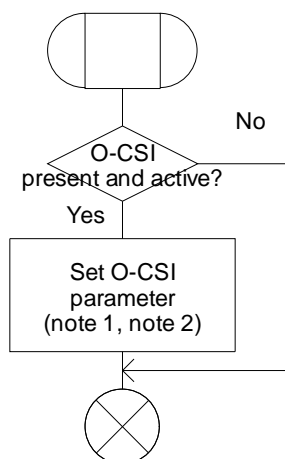 No
O-CSI
present and active?
Yes
Set O-CSI
parameter
(note 1, note 2)